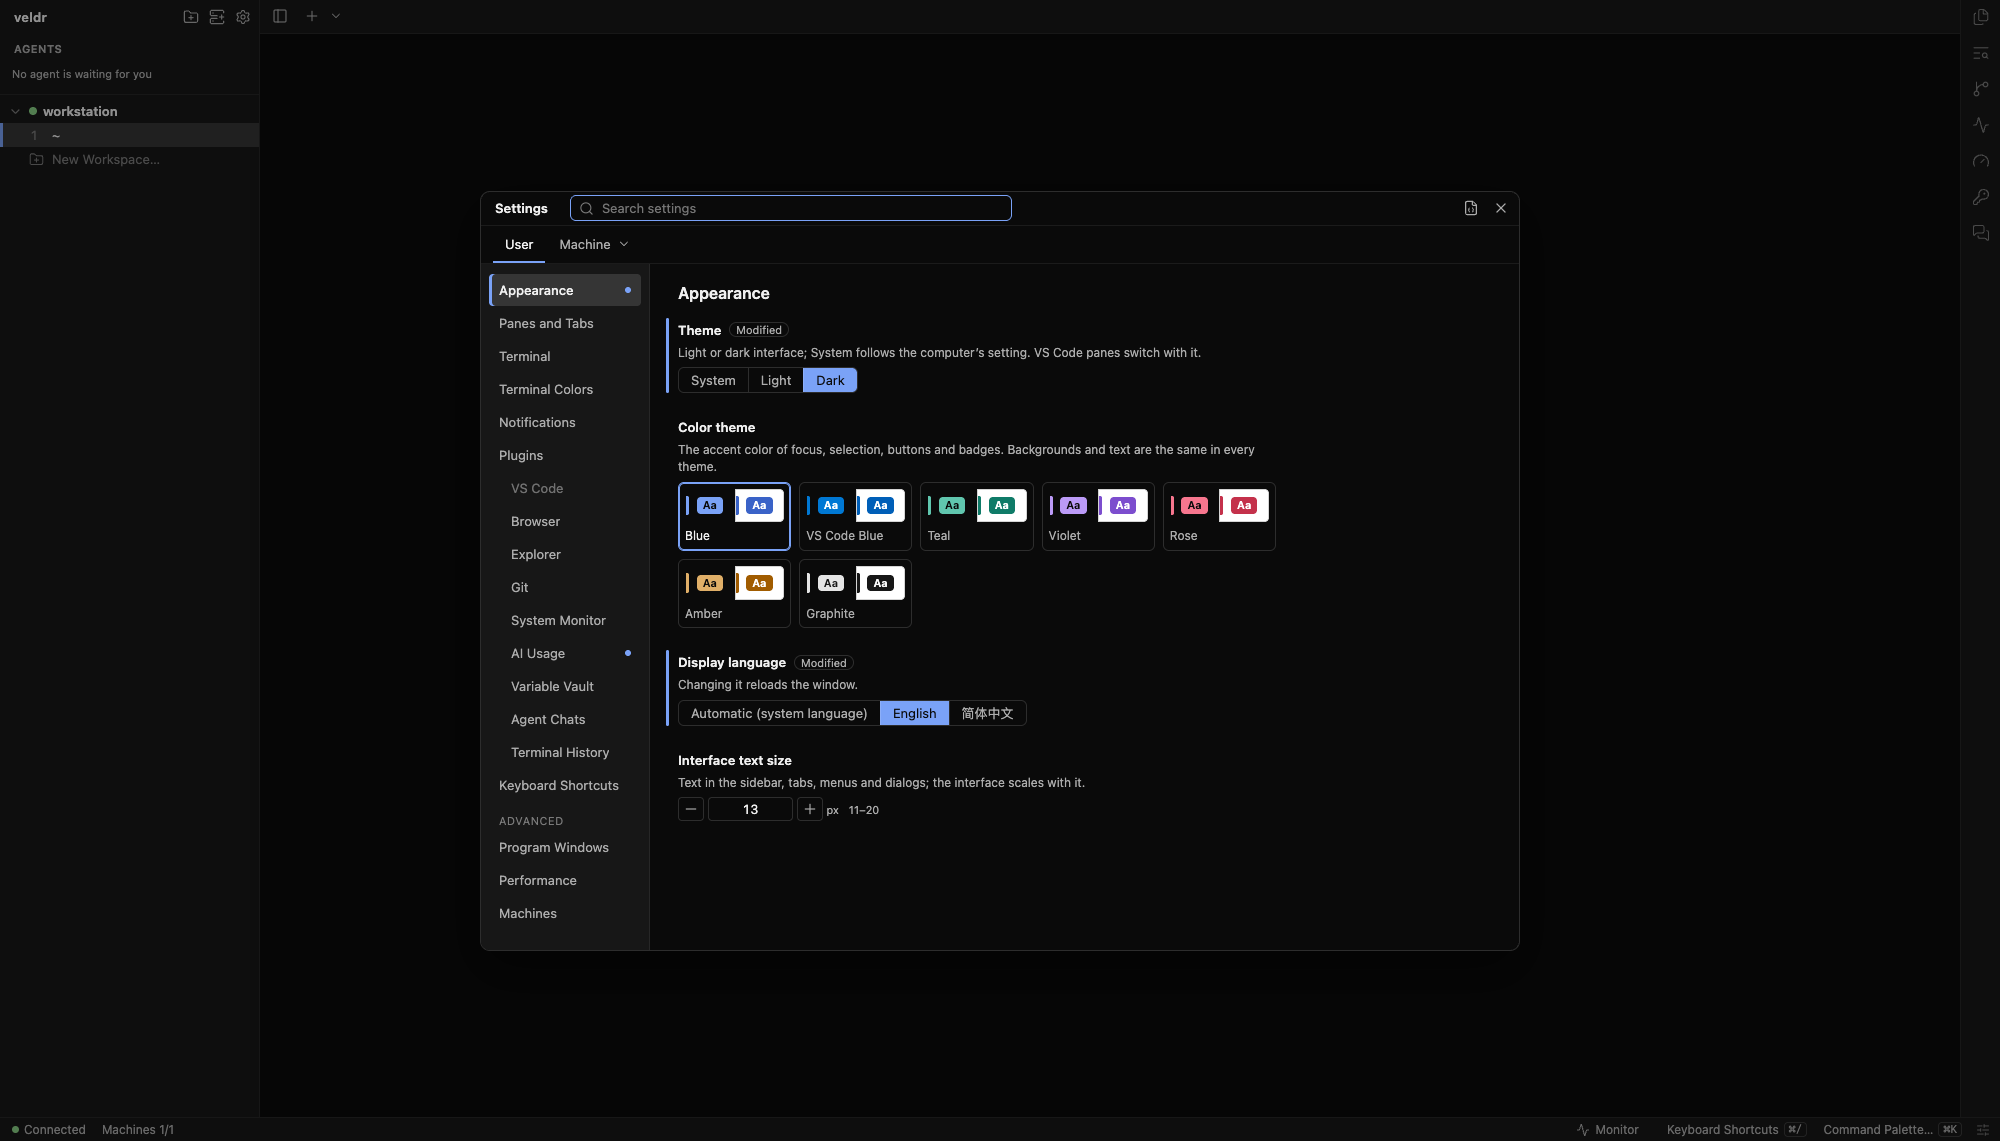 veldr
AGENTS
No agent is waiting for you
workstation
1 ~
New Workspace...
Settings
Search settings
User
Machine
Appearance
Panes and Tabs
Terminal
Terminal Colors
Notifications
Plugins
VS Code
Browser
Explorer
Git
System Monitor
AI Usage
Variable Vault
Agent Chats
Terminal History
Keyboard Shortcuts
ADVANCED
Program Windows
Performance
Machines
Appearance
Theme Modified
Light or dark interface; System follows the computer’s setting. VS Code panes switch with it.
System Light Dark
Color theme
The accent color of focus, selection, buttons and badges. Backgrounds and text are the same in every
theme.
Aa Aa Aa Aa Aa Aa Aa Aa Aa Aa
Blue VS Code Blue Teal Violet Rose
Aa Aa Aa Aa
Amber Graphite
Display language Modified
Changing it reloads the window.
Automatic (system language) English 简体中文
Interface text size
Text in the sidebar, tabs, menus and dialogs; the interface scales with it.
13 px 11–20
Connected Machines 1/1
Monitor Keyboard Shortcuts ⌘/ Command Palette... ⌘K